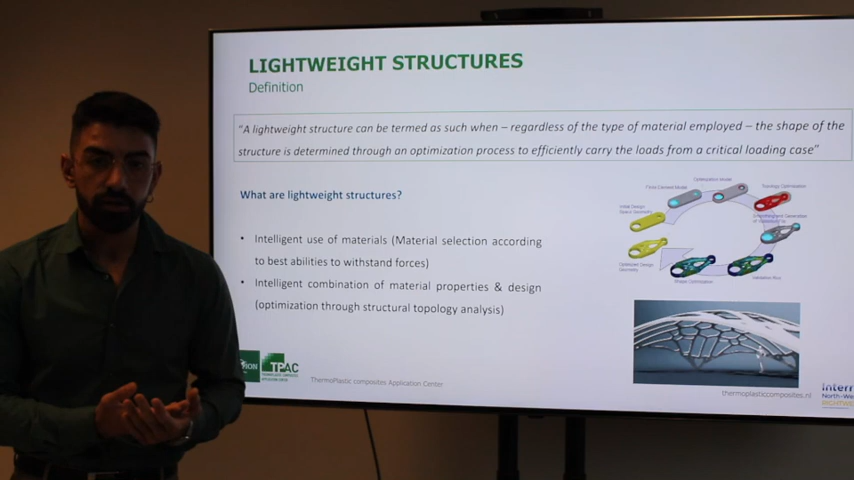 LIGHTWEIGHT STRUCTURES
Definition
"A lightweight structure can be termed as such when – regardless of the type of material employed – the shape of the
structure is determined through an optimization process to efficiently carry the loads from a critical loading case"
What are lightweight structures?
• Intelligent use of materials (Material selection according
to best abilities to withstand forces)
• Intelligent combination of material properties & design
(optimization through structural topology analysis)
Optimization Model
Finite Element Model
Topology Optimization
Initial Design
Space Geometry
Optimized Design
Geometry
Shape Optimization
Validation Run
ION
TPAC
ThermoPlastic composites Application Center
thermoplasticcomposites.nl
Interr
North-We